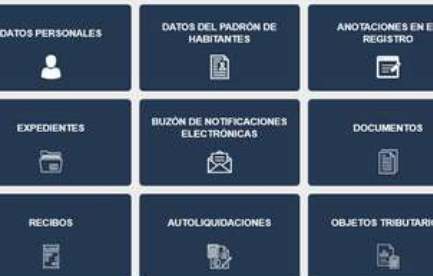 DATOS PERSONALES
DATOS DEL PADRÓN DE
HABITANTES
ANOTACIONES EN E
REGISTRO
EXPEDIENTES
BUZÓN DE NOTIFICACIONES
ELECTRÓNICAS
DOCUMENTOS
RECIBOS
AUTOLIQUIDACIONES
OBJETOS TRIBUTARIO